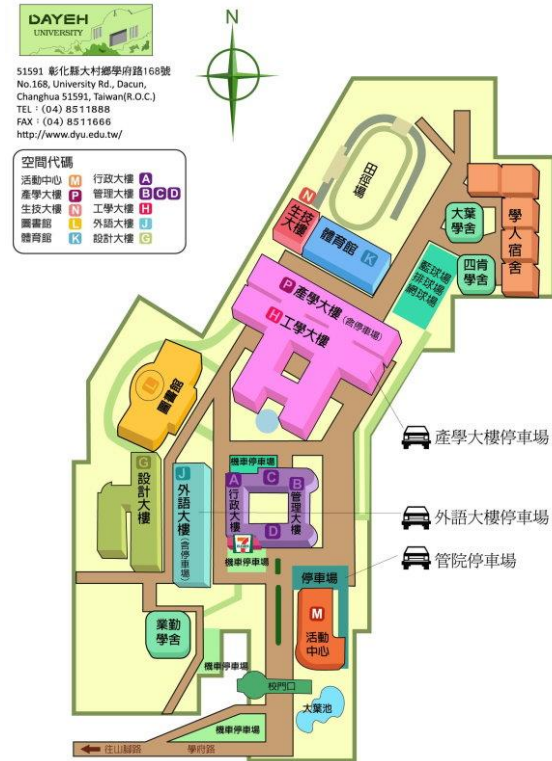 DAYEH
UNIVERSITY
N
51591 彰化縣大村鄉學府路168號
No.168, University Rd., Dacun,
Changhua 51591, Taiwan(R.O.C.)
TEL：(04) 8511888
FAX：(04) 8511666
http://www.dyu.edu.tw/
空間代碼
活動中心 M 行政大樓 A
產學大樓 P 管理大樓 B C D
生技大樓 N 工學大樓 H
圖書館 L 外語大樓 J
體育館 K 設計大樓 G
田徑場
N
生技大樓
體育館 K
大葉
學舍
學人宿舍
四肯
學舍
籃球場
排球場
網球場
P 產學大樓(含停車場)
H 工學大樓
L
圖書館
產學大樓停車場
G
設計大樓
J
外語大樓(含停車場)
機車停車場
A
行政大樓
C
B
管理大樓
D
外語大樓停車場
機車停車場
管院停車場
停車場
M
活動
中心
業勤
學舍
機車停車場
校門口
大葉池
機車停車場
往山腳路
學府路